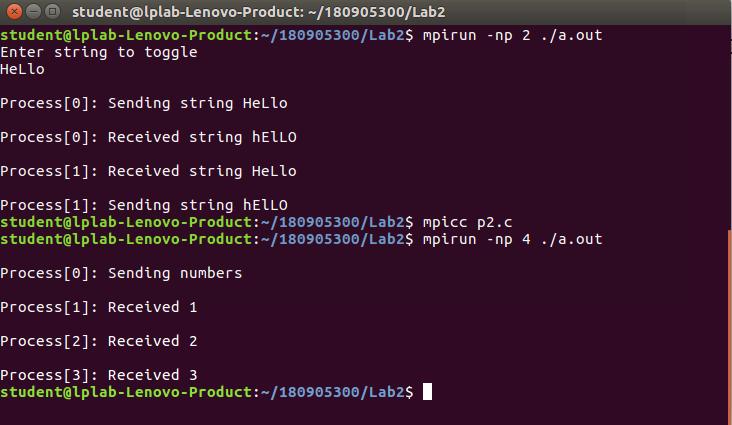 student@lplab-Lenovo-Product: ~/180905300/Lab2
student@lplab-Lenovo-Product:~/180905300/Lab2$ mpirun -np 2 ./a.out
Enter string to toggle
HeLlo
Process[0]: Sending string HeLlo
Process[0]: Received string hElLO
Process[1]: Received string HeLlo
Process[1]: Sending string hElLO
student@lplab-Lenovo-Product:~/180905300/Lab2$ mpicc p2.c
student@lplab-Lenovo-Product:~/180905300/Lab2$ mpirun -np 4 ./a.out
Process[0]: Sending numbers
Process[1]: Received 1
Process[2]: Received 2
Process[3]: Received 3
student@lplab-Lenovo-Product:~/180905300/Lab2$